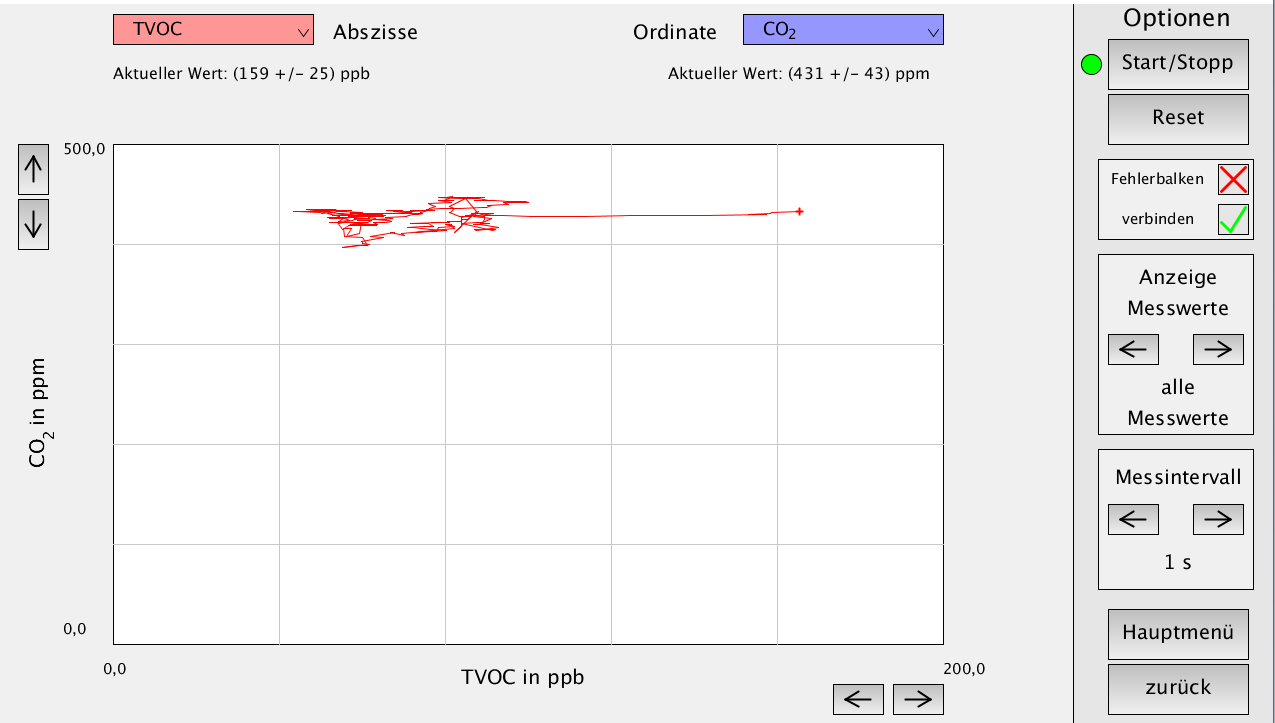 TVOC
Abszisse
Ordinate
CO₂
Aktueller Wert: (159 +/- 25) ppb
Aktueller Wert: (431 +/- 43) ppm
500,0
CO₂ in ppm
0,0
0,0
TVOC in ppb
200,0
Optionen
Start/Stopp
Reset
Fehlerbalken
verbinden
Anzeige
Messwerte
alle
Messwerte
Messintervall
1 s
Hauptmenü
zurück